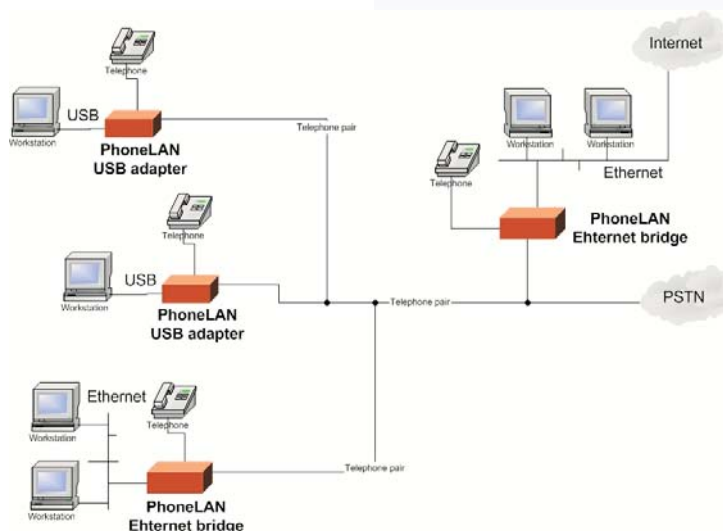 Internet
Telephone
USB
Workstation
PhoneLAN
USB adapter
Telephone pair
Workstation
Workstation
Telephone
Ethernet
PhoneLAN
Ehternet bridge
Telephone
USB
Workstation
PhoneLAN
USB adapter
Telephone pair
PSTN
Ethernet
Workstation
Telephone
Workstation
PhoneLAN
Ehternet bridge
Telephone pair